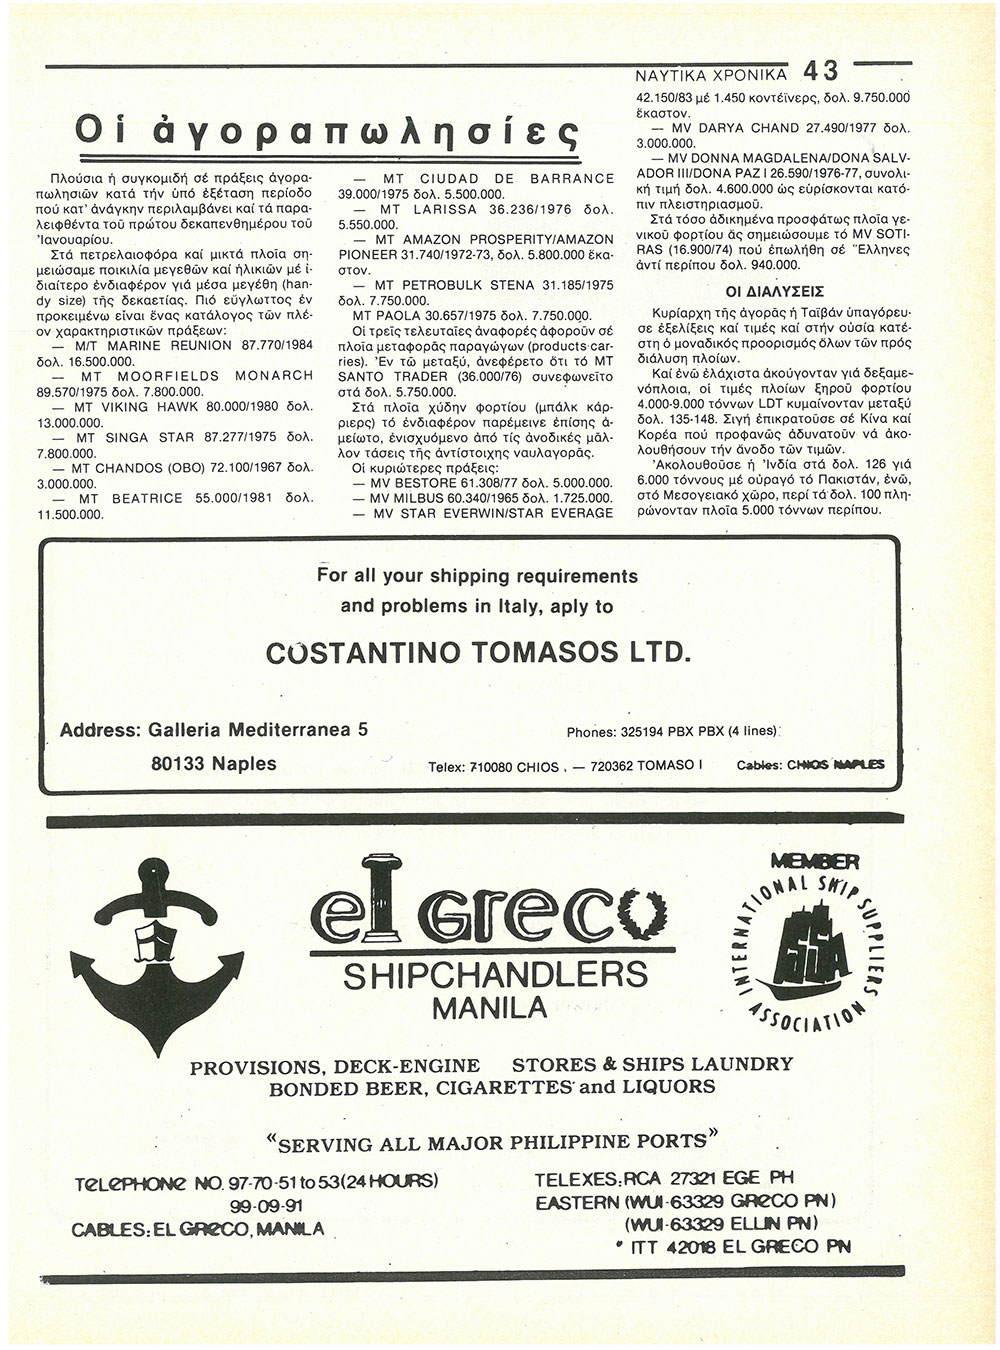 ΝΑΥΤΙΚΑ ΧΡΟΝΙΚΑ 43
Οἱ ἀγοραπωλησίες
Πλούσια ἡ συγκομιδή σέ πράξεις ἀγορα-
πωλησιῶν κατά τήν ὑπό ἐξέταση περίοδο
πού κατ' ἀνάγκην περιλαμβάνει καί τά παρα-
λειφθέντα τοῦ πρώτου δεκαπενθημέρου τοῦ
Ἰανουαρίου.
Στά πετρελαιοφόρα καί μικτά πλοῖα ση-
μειώσαμε ποικιλία μεγεθῶν καί ἡλικιῶν μέ ἰ-
διαίτερο ἐνδιαφέρον γιά μέσα μεγέθη (han-
dy size) τῆς δεκαετίας. Πιό εὔγλωττος ἐν
προκειμένω εἶναι ἕνας κατάλογος τῶν πλέ-
ον χαρακτηριστικῶν πράξεων:
— M/T MARINE REUNION 87.770/1984
δολ. 16.500.000.
— MT MOORFIELDS MONARCH
89.570/1975 δολ. 7.800.000.
— MT VIKING HAWK 80.000/1980 δολ.
13.000.000.
— MT SINGA STAR 87.277/1975 δολ.
7.800.000.
— MT CHANDOS (OBO) 72.100/1967 δολ.
3.000.000.
— MT BEATRICE 55.000/1981 δολ.
11.500.000.
— MT CIUDAD DE BARRANCE
39.000/1975 δολ. 5.500.000.
— MT LARISSA 36.236/1976 δολ.
5.550.000.
— MT AMAZON PROSPERITY/AMAZON
PIONEER 31.740/1972-73, δολ. 5.800.000 ἕκα-
στον.
— MT PETROBULK STENA 31.185/1975
δολ. 7.750.000.
MT PAOLA 30.657/1975 δολ. 7.750.000.
Οἱ τρεῖς τελευταῖες ἀναφορές ἀφοροῦν σέ
πλοῖα μεταφορᾶς παραγώγων (products car-
ries). Ἐν τῶ μεταξύ, ἀνεφέρετο ὅτι τό MT
SANTO TRADER (36.000/76) συνεφωνεῖτο
στά δολ. 5.750.000.
Στά πλοῖα χύδην φορτίου (μπάλκ κάρ-
ριερς) τό ἐνδιαφέρον παρέμεινε ἐπίσης ἀ-
μείωτο, ἐνισχυόμενο ἀπό τίς ἀνοδικές μᾶλ-
λον τάσεις τῆς ἀντίστοιχης ναυλαγορᾶς.
Οἱ κυριώτερες πράξεις:
— MV BESTORE 61.308/77 δολ. 5.000.000.
— MV MILBUS 60.340/1965 δολ. 1.725.000.
— MV STAR EVERWIN/STAR EVERAGE
42.150/83 μέ 1.450 κοντέϊνερς, δολ. 9.750.000
ἕκαστον.
— MV DARYA CHAND 27.490/1977 δολ.
3.000.000.
— MV DONNA MAGDALENA/DONA SALV-
ADOR III/DONA PAZ I 26.590/1976-77, συνολι-
κή τιμή δολ. 4.600.000 ὡς εὑρίσκονται κατό-
πιν πλειστηριασμοῦ.
Στά τόσο ἀδικημένα προσφάτως πλοῖα γε-
νικοῦ φορτίου ἄς σημειώσουμε τό MV SOTI-
RAS (16.900/74) πού ἐπωλήθη σέ Ἕλληνες
ἀντί περίπου δολ. 940.000.
ΟΙ ΔΙΑΛΥΣΕΙΣ
Κυρίαρχη τῆς ἀγορᾶς ἡ Ταϊβάν ὑπαγόρευ-
σε ἐξελίξεις καί τιμές καί στήν οὐσία κατέ-
στη ὁ μοναδικός προορισμός ὅλων τῶν πρός
διάλυση πλοίων.
Καί ἐνῶ ἐλάχιστα ἀκούγονταν γιά δεξαμε-
νόπλοια, οἱ τιμές πλοίων ξηροῦ φορτίου
4.000-9.000 τόννων LDT κυμαίνονταν μεταξύ
δολ. 135-148. Σιγή ἐπικρατοῦσε σέ Κίνα καί
Κορέα πού προφανῶς ἀδυνατοῦν νά ἀκο-
λουθήσουν τήν ἄνοδο τῶν τιμῶν.
Ἀκολουθοῦσε ἡ Ἰνδία στά δολ. 126 γιά
6.000 τόννους μέ οὐραγό τό Πακιστάν, ἐνῶ,
στό Μεσογειακό χῶρο, περί τά δολ. 100 πλη-
ρώνονταν πλοῖα 5.000 τόννων περίπου.
For all your shipping requirements
and problems in Italy, aply to
COSTANTINO TOMASOS LTD.
Address: Galleria Mediterranea 5
80133 Naples
Phones: 325194 PBX PBX (4 lines)
Telex: 710080 CHIOS . — 720362 TOMASO I Cables: CHIOS NAPLES
el Greco
SHIPCHANDLERS
MANILA
MEMBER
INTERNATIONAL SHIP SUPPLIERS
ASSOCIATION
ISSA
PROVISIONS, DECK-ENGINE STORES & SHIPS LAUNDRY
BONDED BEER, CIGARETTES and LIQUORS
“SERVING ALL MAJOR PHILIPPINE PORTS”
TELEPHONE NO. 97-70-51 to 53 (24 HOURS)
99-09-91
CABLES: EL GRECO, MANILA
TELEXES: RCA 27321 EGE PH
EASTERN (WUI-63329 GRECO PN)
(WUI-63329 ELLIN PN)
* ITT 42018 EL GRECO PN